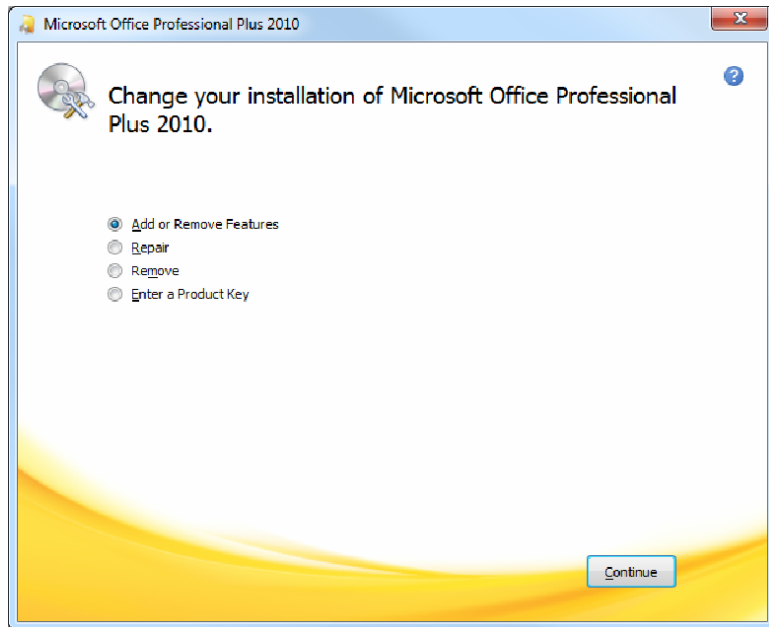 Microsoft Office Professional Plus 2010
Change your installation of Microsoft Office Professional
Plus 2010.
Add or Remove Features
Repair
Remove
Enter a Product Key
Continue